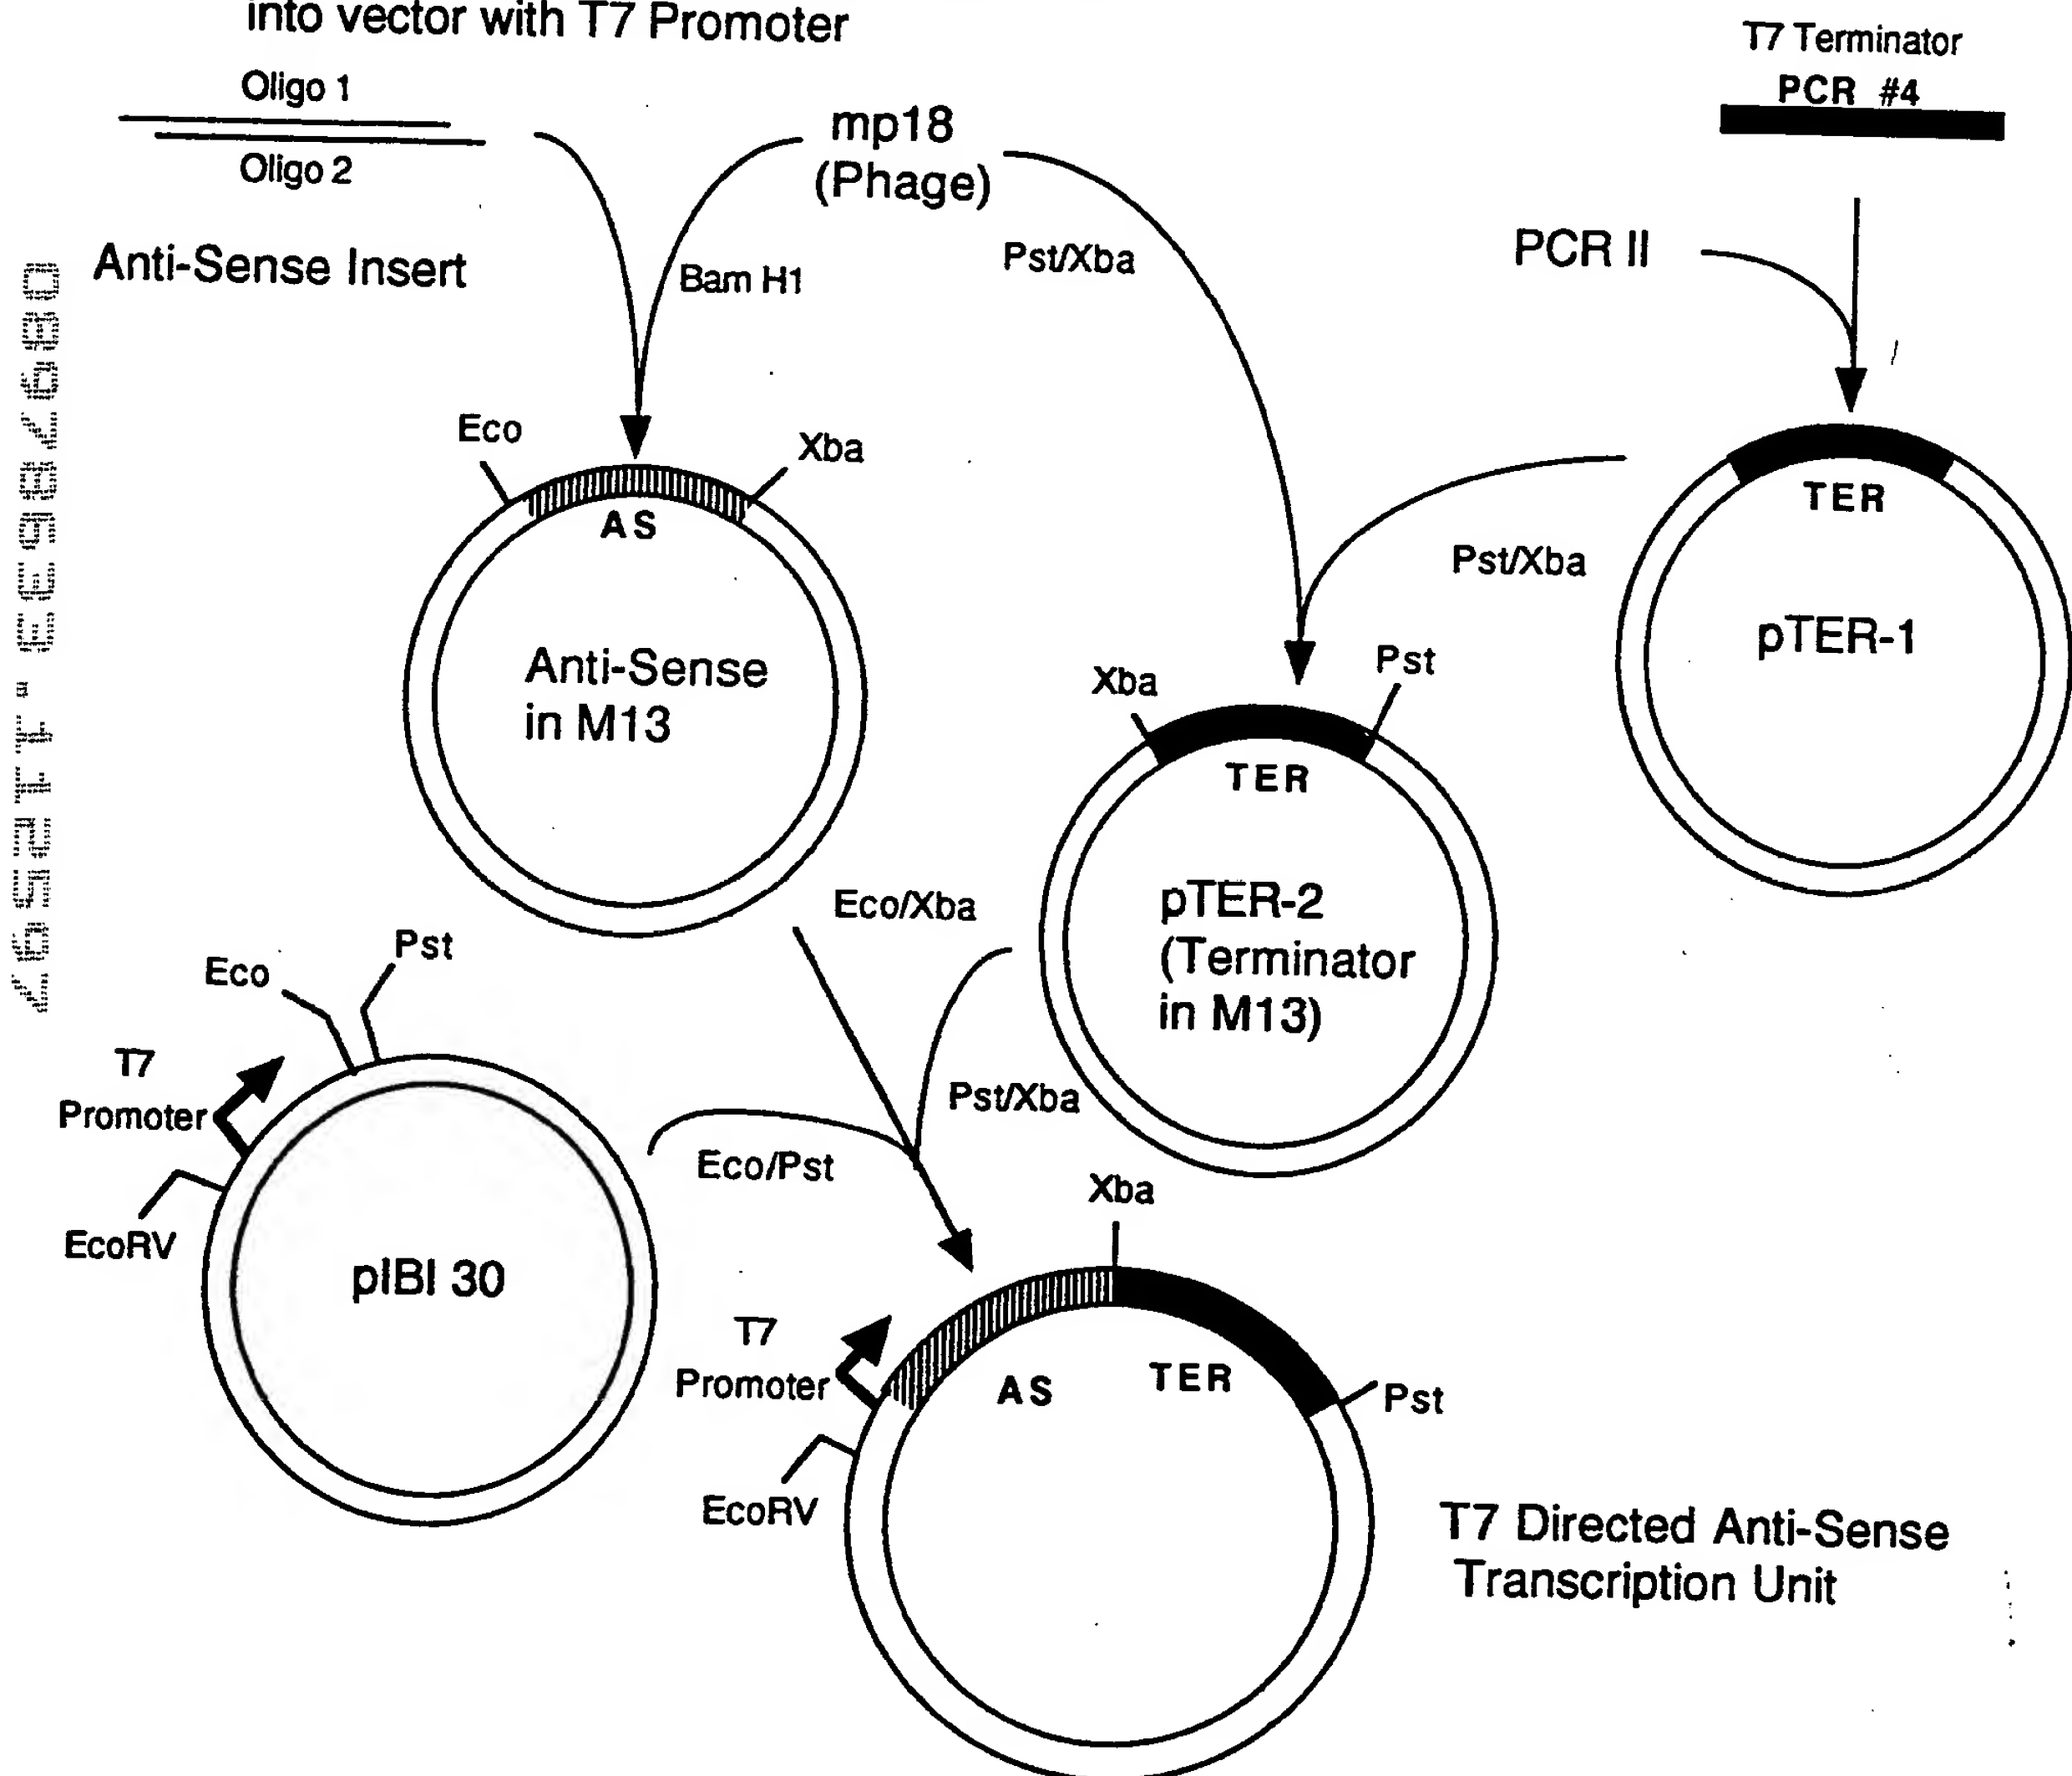 into vector with T7 Promoter
Oligo 1
Oligo 2
Anti-Sense Insert
mp18
(Phage)
Bam H1
Pst/Xba
T7 Terminator
PCR #4
PCR II
Eco
Xba
AS
Anti-Sense
in M13
TER
pTER-1
Pst/Xba
Xba
Pst
TER
pTER-2
(Terminator
in M13)
Eco/Xba
Pst/Xba
Eco/Pst
Eco
Pst
T7
Promoter
EcoRV
pIBI 30
Xba
T7
Promoter
AS
TER
Pst
EcoRV
T7 Directed Anti-Sense
Transcription Unit